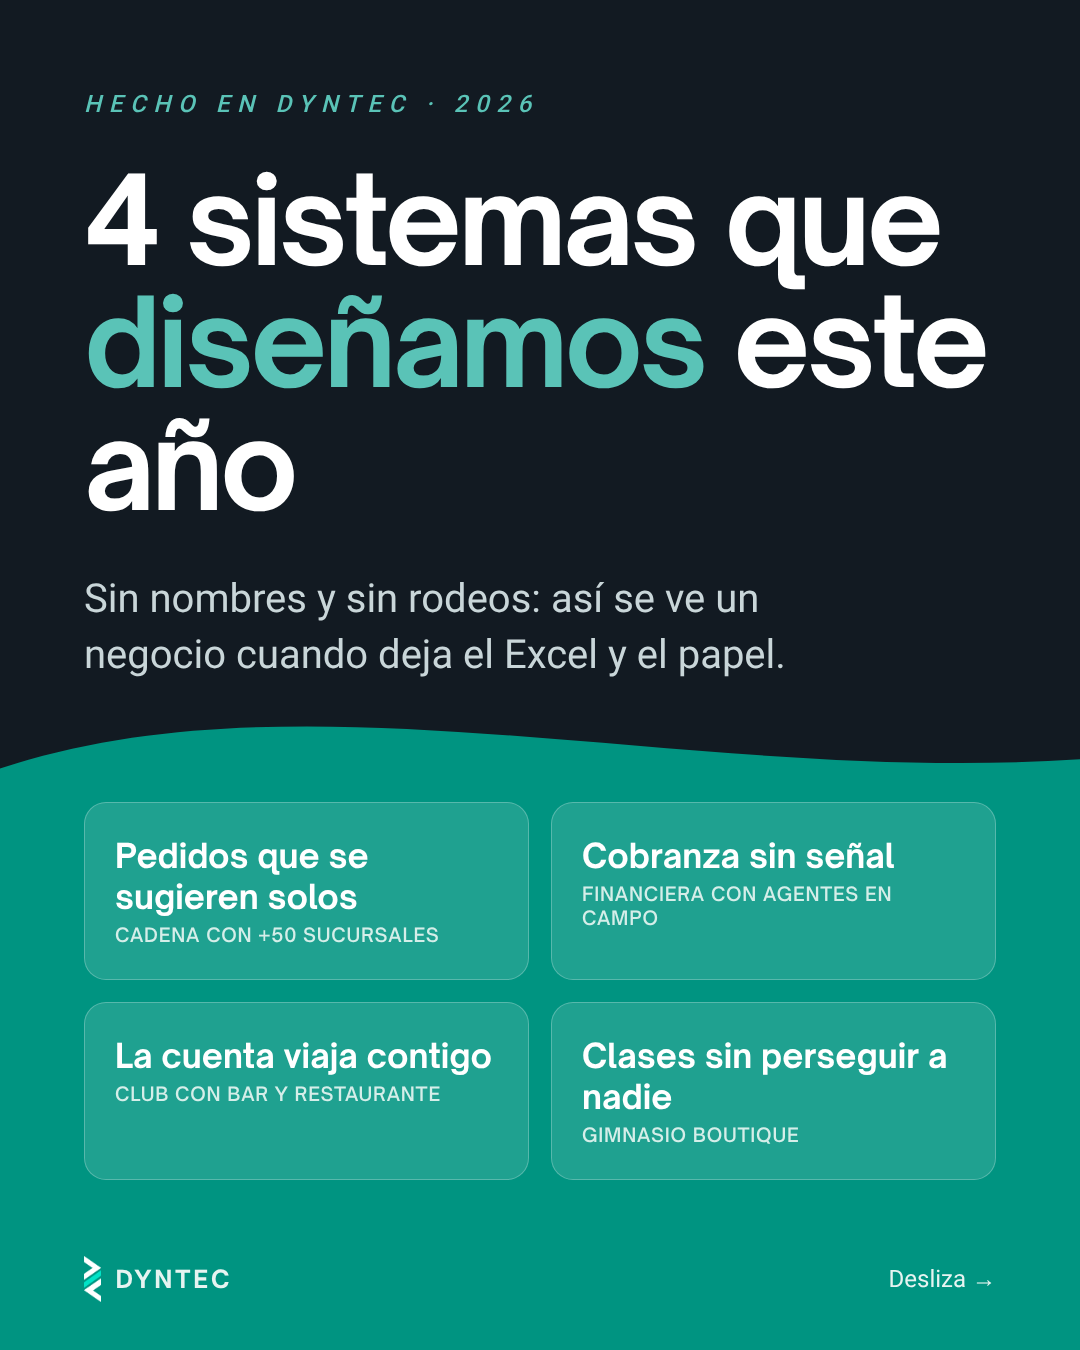 HECHO EN DYNTEC · 2026
4 sistemas que
diseñamos este
año
Sin nombres y sin rodeos: así se ve un
negocio cuando deja el Excel y el papel.
Pedidos que se
sugieren solos
CADENA CON +50 SUCURSALES
Cobranza sin señal
FINANCIERA CON AGENTES EN
CAMPO
La cuenta viaja contigo
CLUB CON BAR Y RESTAURANTE
Clases sin perseguir a
nadie
GIMNASIO BOUTIQUE
DYNTEC
Desliza →